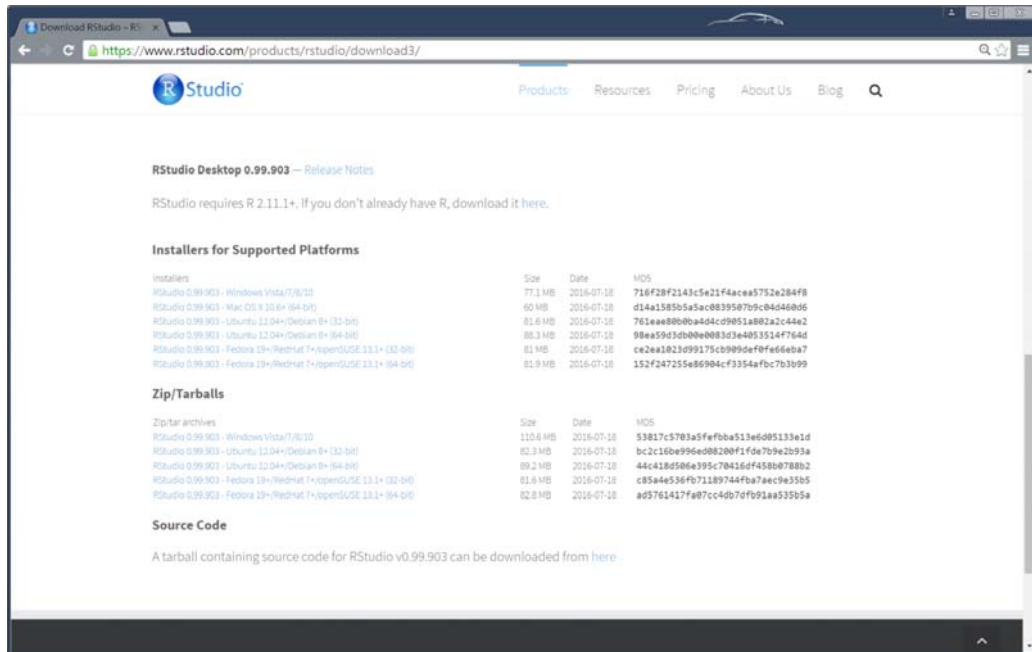 Download RStudio – RS
https://www.rstudio.com/products/rstudio/download3/
R Studio
Products Resources Pricing About Us Blog
RStudio Desktop 0.99.903 — Release Notes
RStudio requires R 2.11.1+. If you don't already have R, download it here.
Installers for Supported Platforms
Installers Size Date MD5
RStudio 0.99.903 - Windows Vista/7/8/10 77.1 MB 2016-07-18 716f28f2143c5e21f4acea5752e284f8
RStudio 0.99.903 - Mac OS X 10.6+ (64-bit) 60 MB 2016-07-18 d14a1585b5a5ac0839507b9c04d460d6
RStudio 0.99.903 - Ubuntu 12.04+/Debian 8+ (32-bit) 81.6 MB 2016-07-18 761eae80b0ba4d4cd9051a802a2c44e2
RStudio 0.99.903 - Ubuntu 12.04+/Debian 8+ (64-bit) 88.3 MB 2016-07-18 98ea59d3db00e0083d3e4053514f764d
RStudio 0.99.903 - Fedora 19+/RedHat 7+/openSUSE 13.1+ (32-bit) 81 MB 2016-07-18 ce2ea1023d99175cb909def0fe66eba7
RStudio 0.99.903 - Fedora 19+/RedHat 7+/openSUSE 13.1+ (64-bit) 81.9 MB 2016-07-18 152f247255e86904cf3354afbc7b3b99
Zip/Tarballs
Zip/tar archives Size Date MD5
RStudio 0.99.903 - Windows Vista/7/8/10 110.6 MB 2016-07-18 53817c5703a5fefbba513e6d05133e1d
RStudio 0.99.903 - Ubuntu 12.04+/Debian 8+ (32-bit) 82.3 MB 2016-07-18 bc2c16be996ed08200f1fde7b9e2b93a
RStudio 0.99.903 - Ubuntu 12.04+/Debian 8+ (64-bit) 89.2 MB 2016-07-18 44c418d506e395c70416df458b0788b2
RStudio 0.99.903 - Fedora 19+/RedHat 7+/openSUSE 13.1+ (32-bit) 81.6 MB 2016-07-18 c85a4e536fb71189744fba7aec9e35b5
RStudio 0.99.903 - Fedora 19+/RedHat 7+/openSUSE 13.1+ (64-bit) 82.8 MB 2016-07-18 ad5761417fa07cc4db7dfb91aa535b5a
Source Code
A tarball containing source code for RStudio v0.99.903 can be downloaded from here